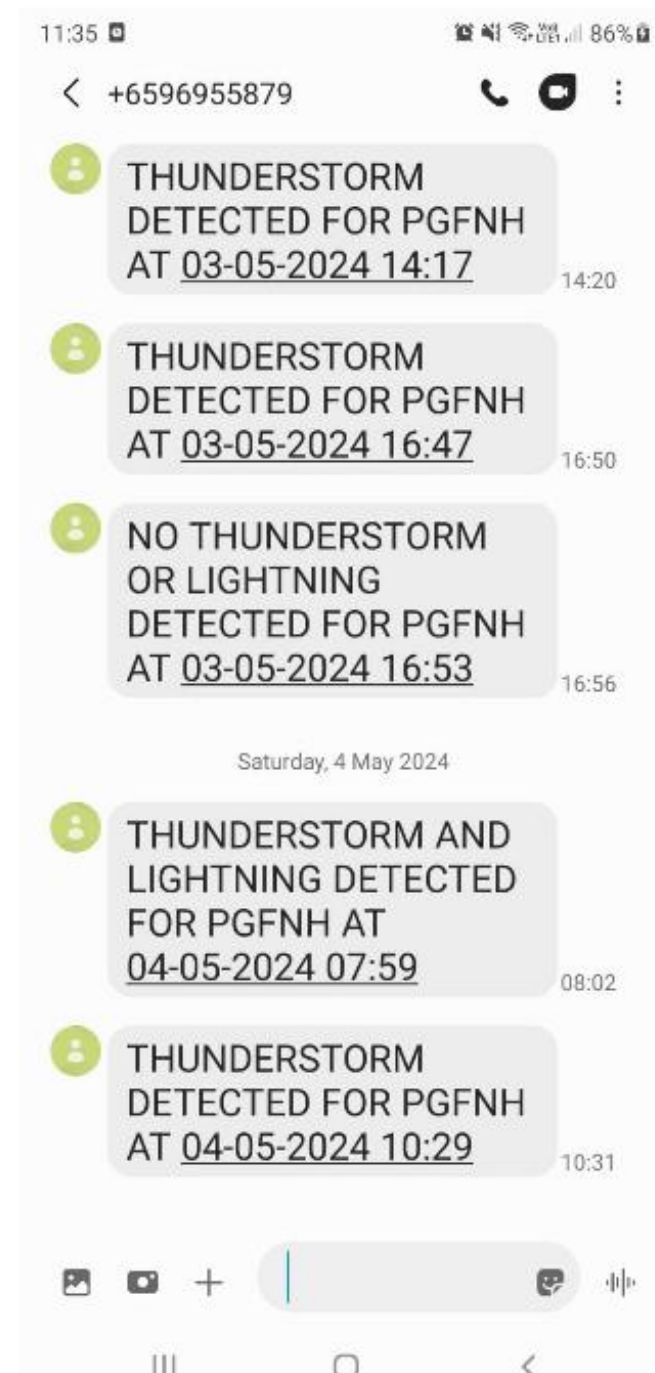 11:35 86%
+6596955879
THUNDERSTORM
DETECTED FOR PGFNH
AT 03-05-2024 14:17
14:20
THUNDERSTORM
DETECTED FOR PGFNH
AT 03-05-2024 16:47
16:50
NO THUNDERSTORM
OR LIGHTNING
DETECTED FOR PGFNH
AT 03-05-2024 16:53
16:56
Saturday, 4 May 2024
THUNDERSTORM AND
LIGHTNING DETECTED
FOR PGFNH AT
04-05-2024 07:59
08:02
THUNDERSTORM
DETECTED FOR PGFNH
AT 04-05-2024 10:29
10:31